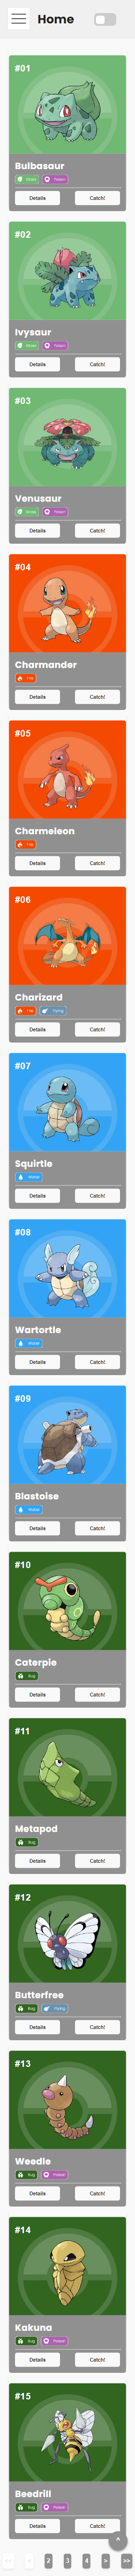 Home
#01
Bulbasaur
Grass Poison
Details Catch!
#02
Ivysaur
Grass Poison
Details Catch!
#03
Venusaur
Grass Poison
Details Catch!
#04
Charmander
Fire
Details Catch!
#05
Charmeleon
Fire
Details Catch!
#06
Charizard
Fire Flying
Details Catch!
#07
Squirtle
Water
Details Catch!
#08
Wartortle
Water
Details Catch!
#09
Blastoise
Water
Details Catch!
#10
Caterpie
Bug
Details Catch!
#11
Metapod
Bug
Details Catch!
#12
Butterfree
Bug Flying
Details Catch!
#13
Weedle
Bug Poison
Details Catch!
#14
Kakuna
Bug Poison
Details Catch!
#15
Beedrill
Bug Poison
Details Catch!
^
<< < 2 3 4 > >>